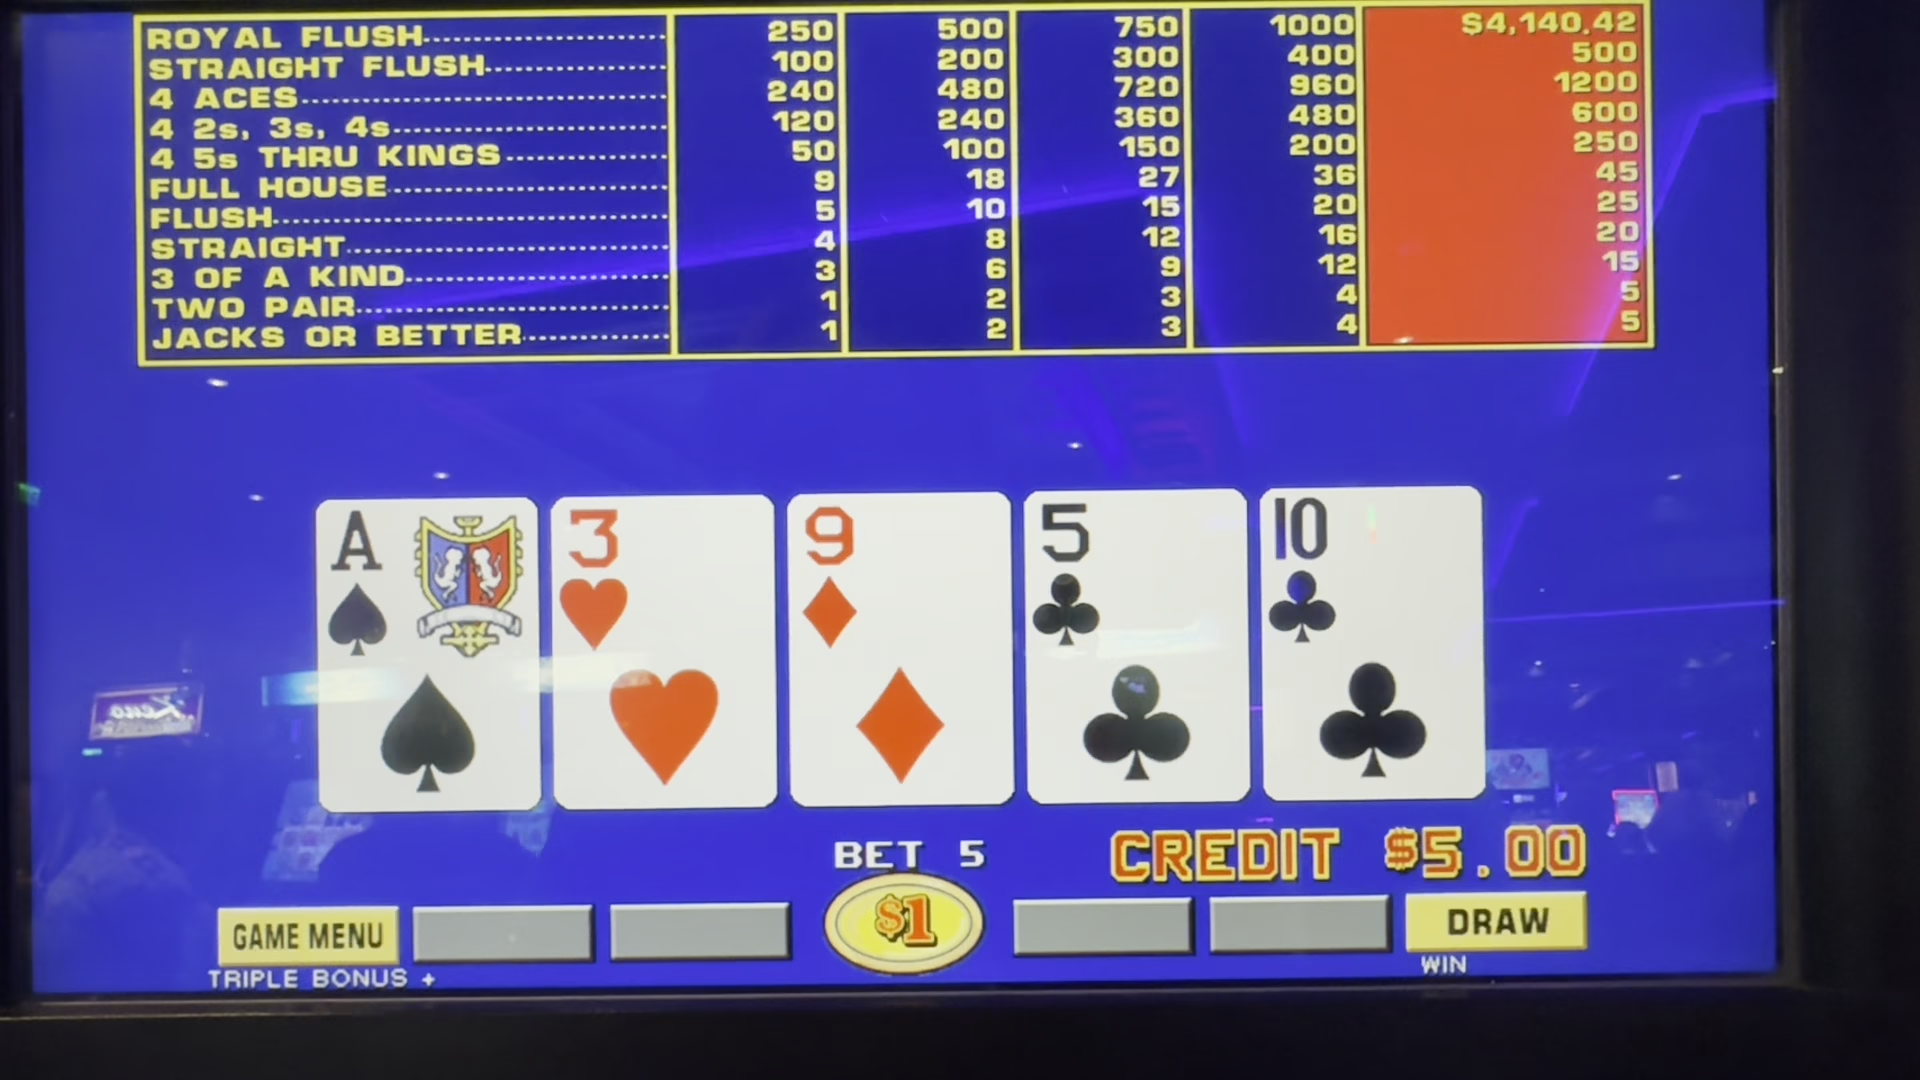 ROYAL FLUSH 250 500 750 1000 $4,140.42
STRAIGHT FLUSH 100 200 300 400 500
4 ACES 240 480 720 960 1200
4 2s, 3s, 4s 120 240 360 480 600
4 5s THRU KINGS 50 100 150 200 250
FULL HOUSE 9 18 27 36 45
FLUSH 5 10 15 20 25
STRAIGHT 4 8 12 16 20
3 OF A KIND 3 6 9 12 15
TWO PAIR 1 2 3 4 5
JACKS OR BETTER 1 2 3 4 5
A 3 9 5 10
BET 5 CREDIT $5.00
GAME MENU $1 DRAW
TRIPLE BONUS + WIN